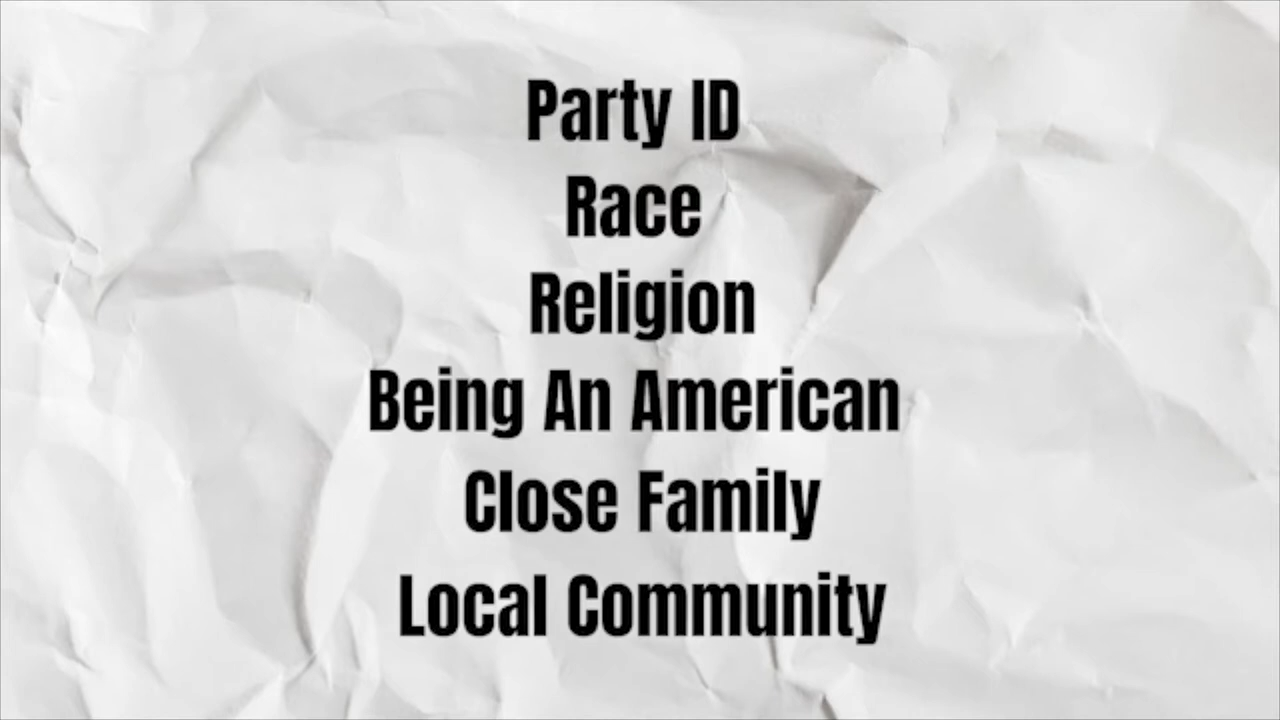 Party ID
Race
Religion
Being An American
Close Family
Local Community